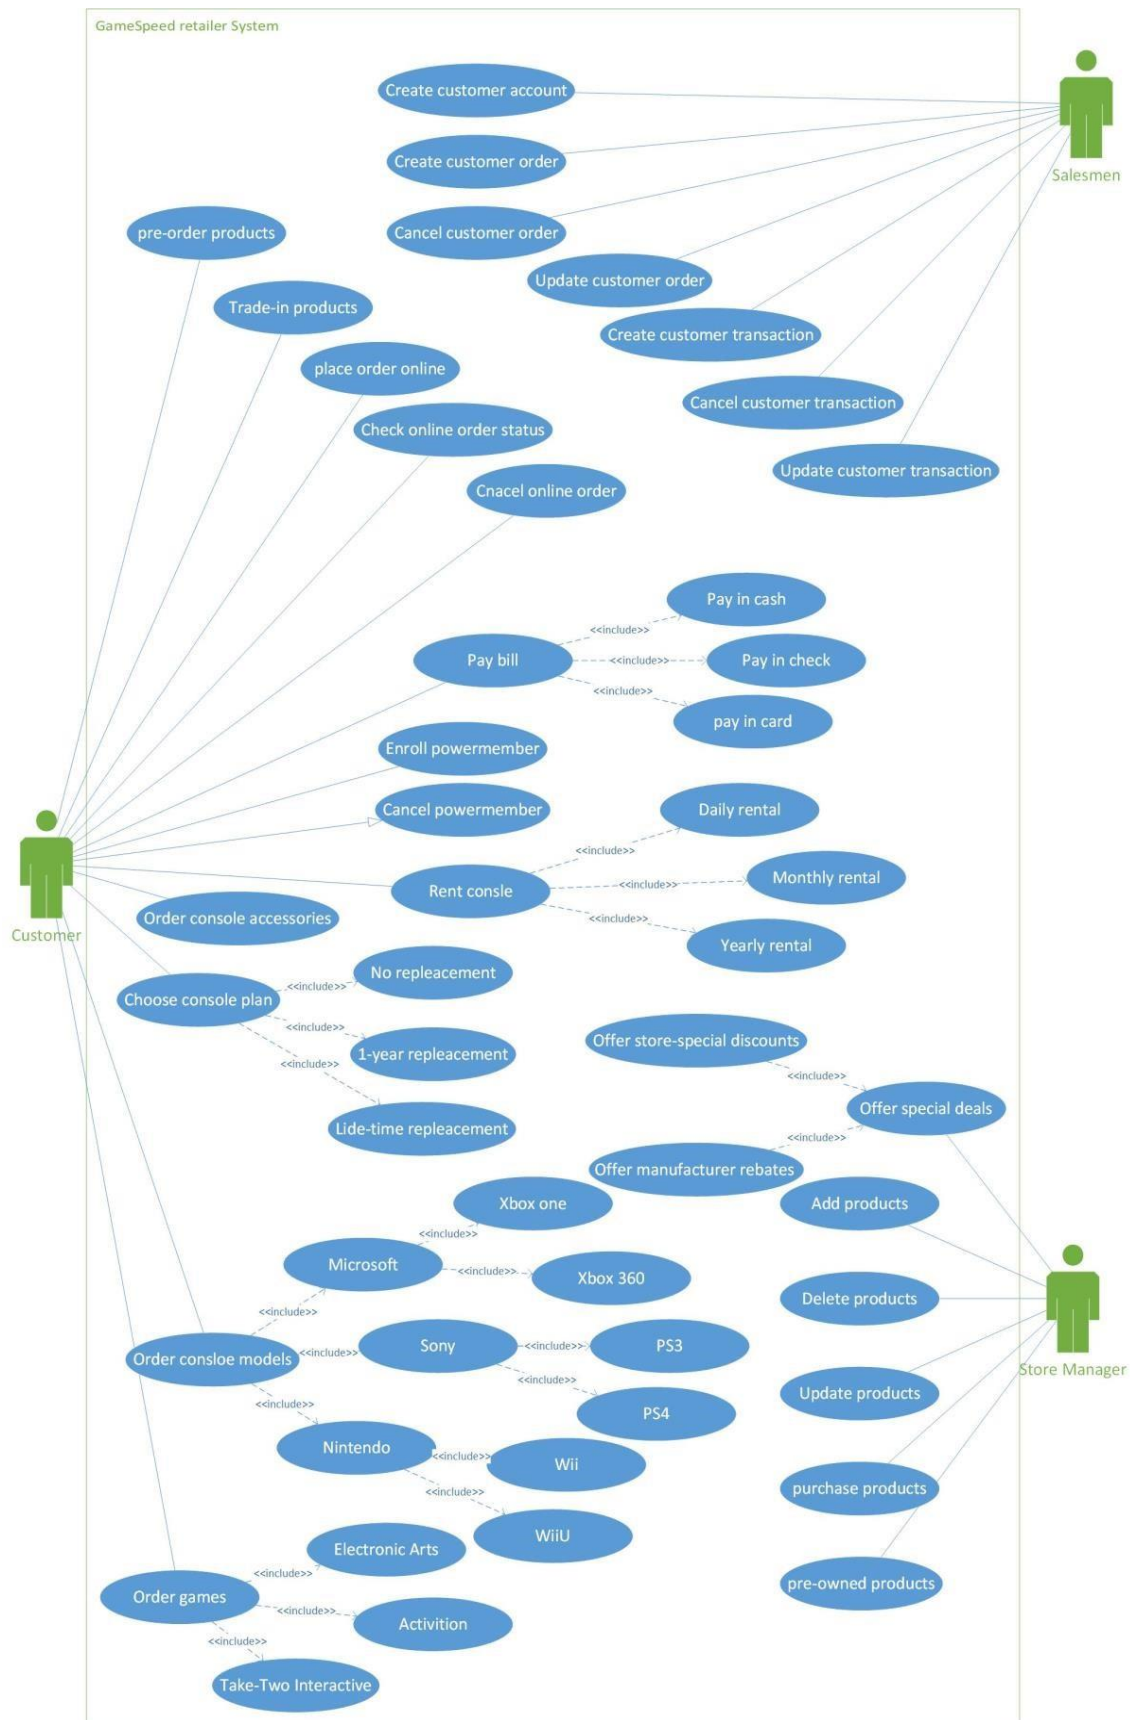 GameSpeed retailer System
Create customer account
Create customer order
Salesmen
Cancel customer order
pre-order products
Update customer order
Trade-in products
Create customer transaction
place order online
Cancel customer transaction
Check online order status
Update customer transaction
Cnacel online order
Pay in cash
<<include>>
Pay bill
<<include>>
Pay in check
<<include>>
pay in card
Enroll powermember
Cancel powermember
Daily rental
<<include>>
Monthly rental
Rent consle
<<include>>
Order console accessories
<<include>>
Customer
Yearly rental
No repleacement
<<include>>
Choose console plan
<<include>>
Offer store-special discounts
1-year repleacement
<<include>>
<<include>>
Offer special deals
Lide-time repleacement
<<include>>
Offer manufacturer rebates
Xbox one
Add products
<<include>>
Microsoft
<<include>>
Xbox 360
Delete products
<<include>>
Sony
<<include>>
PS3
Order consloe models
<<include>>
Store Manager
<<include>>
Update products
<<include>>
PS4
Nintendo
<<include>>
Wii
<<include>>
purchase products
WiiU
Electronic Arts
<<include>>
pre-owned products
Order games
<<include>>
Activition
<<include>>
Take-Two Interactive